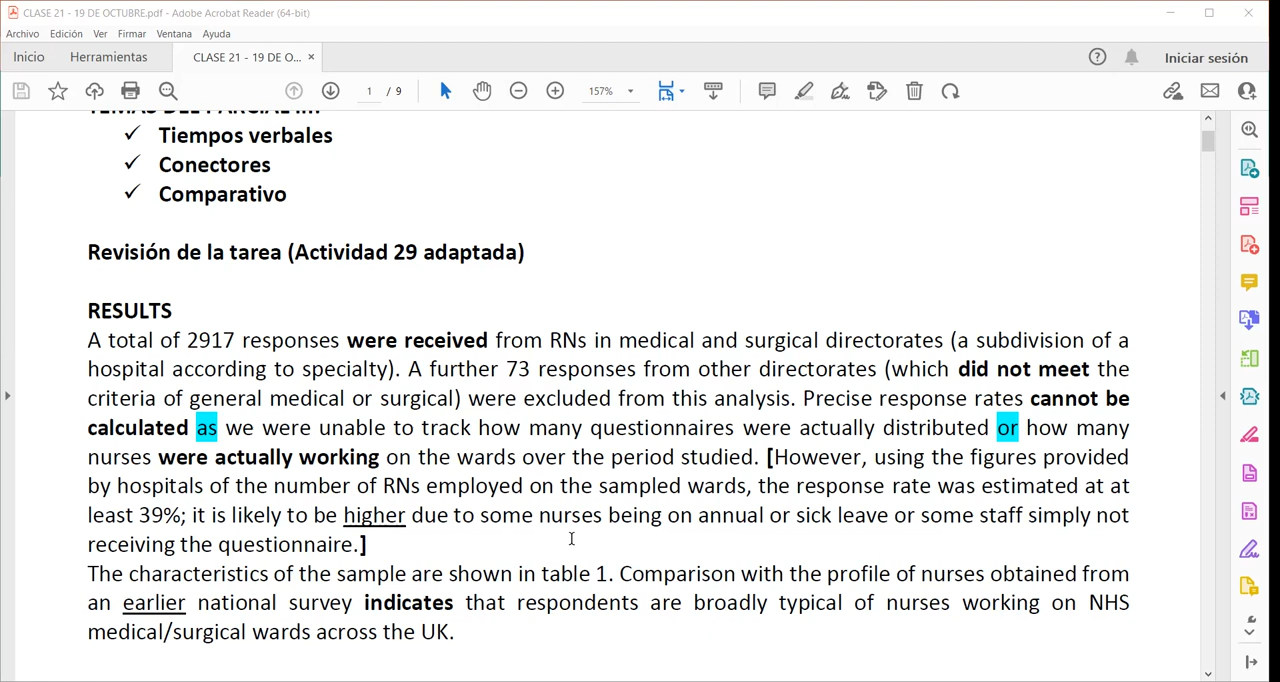 CLASE 21 - 19 DE OCTUBRE.pdf - Adobe Acrobat Reader (64-bit)
Archivo Edición Ver Firmar Ventana Ayuda
Inicio Herramientas CLASE 21 - 19 DE O... × Iniciar sesión
1 / 9 157%
TEMAS DEL PARCIAL III:
✓ Tiempos verbales
✓ Conectores
✓ Comparativo
Revisión de la tarea (Actividad 29 adaptada)
RESULTS
A total of 2917 responses were received from RNs in medical and surgical directorates (a subdivision of a
hospital according to specialty). A further 73 responses from other directorates (which did not meet the
criteria of general medical or surgical) were excluded from this analysis. Precise response rates cannot be
calculated as we were unable to track how many questionnaires were actually distributed or how many
nurses were actually working on the wards over the period studied. [However, using the figures provided
by hospitals of the number of RNs employed on the sampled wards, the response rate was estimated at at
least 39%; it is likely to be higher due to some nurses being on annual or sick leave or some staff simply not
receiving the questionnaire.]
The characteristics of the sample are shown in table 1. Comparison with the profile of nurses obtained from
an earlier national survey indicates that respondents are broadly typical of nurses working on NHS
medical/surgical wards across the UK.